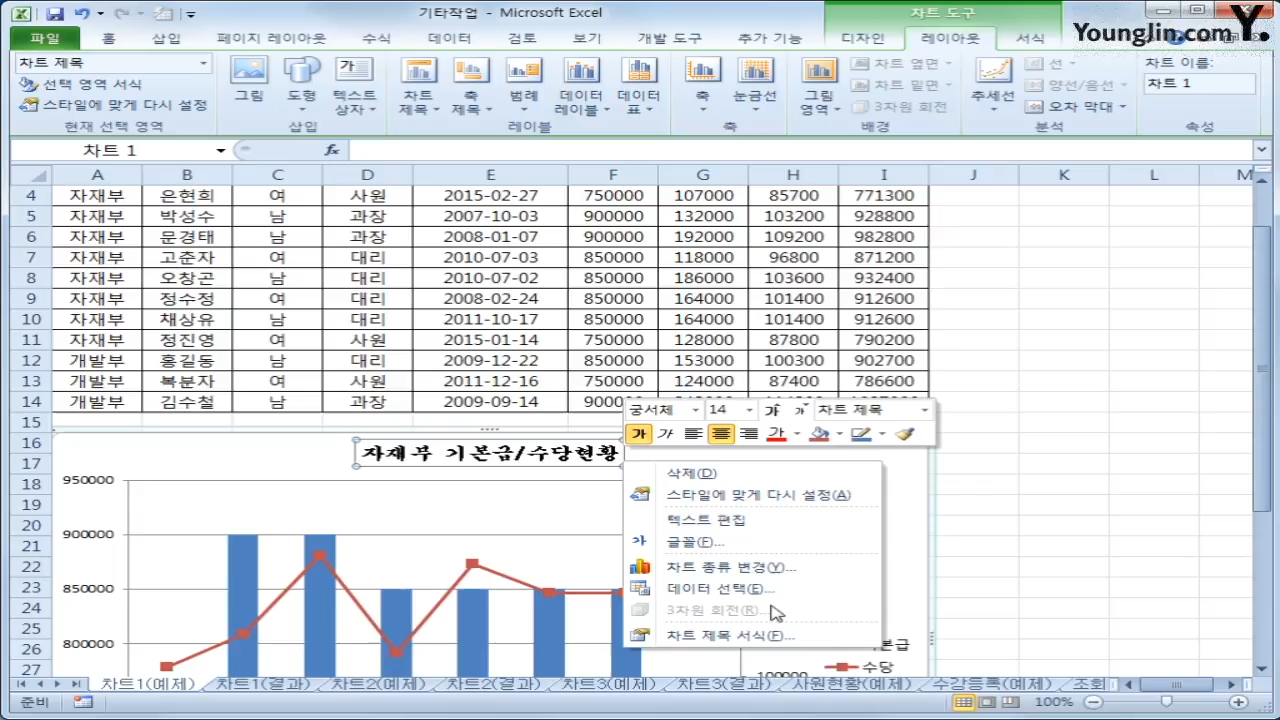 기타작업 - Microsoft Excel
차트 도구
YoungJin.com Y.
파일 홈 삽입 페이지 레이아웃 수식 데이터 검토 보기 개발 도구 추가 기능 디자인 레이아웃 서식
차트 제목
선택 영역 서식
스타일에 맞게 다시 설정
현재 선택 영역
그림 도형 텍스트 상자
삽입
차트 제목 축 제목 범례 데이터 레이블 데이터 표
레이블
축 눈금선
축
그림 영역 차트 옆면 차트 밑면 3차원 회전
배경
추세선 선 양선/음선 오차 막대
분석
차트 이름:
차트 1
속성
차트 1 fx
A B C D E F G H I J K L M
4 자재부 은현희 여 사원 2015-02-27 750000 107000 85700 771300
5 자재부 박성수 남 과장 2007-10-03 900000 132000 103200 928800
6 자재부 문경태 남 과장 2008-01-07 900000 192000 109200 982800
7 자재부 고춘자 여 대리 2010-07-03 850000 118000 96800 871200
8 자재부 오창곤 남 대리 2010-07-02 850000 186000 103600 932400
9 자재부 정수정 여 대리 2008-02-24 850000 164000 101400 912600
10 자재부 채상유 남 대리 2011-10-17 850000 164000 101400 912600
11 자재부 정진영 여 사원 2015-01-14 750000 128000 87800 790200
12 개발부 홍길동 남 대리 2009-12-22 850000 153000 100300 902700
13 개발부 복분자 여 사원 2011-12-16 750000 124000 87400 786600
14 개발부 김수철 남 과장 2009-09-14
15
16
17
18
19
20
21
22
23
24
25
26
27
자재부 기본급/수당현황
950000
900000
850000
800000
수당
궁서체 14 가 가 차트 제목
가 가 가
삭제(D)
스타일에 맞게 다시 설정(A)
텍스트 편집
가 글꼴(F)...
차트 종류 변경(Y)...
데이터 선택(E)...
3차원 회전(R)...
차트 제목 서식(F)...
차트1(예제) 차트1(결과) 차트2(예제) 차트2(결과) 차트3(예제) 차트3(결과) 사원현황(예제) 수강등록(예제) 조회
준비 100%